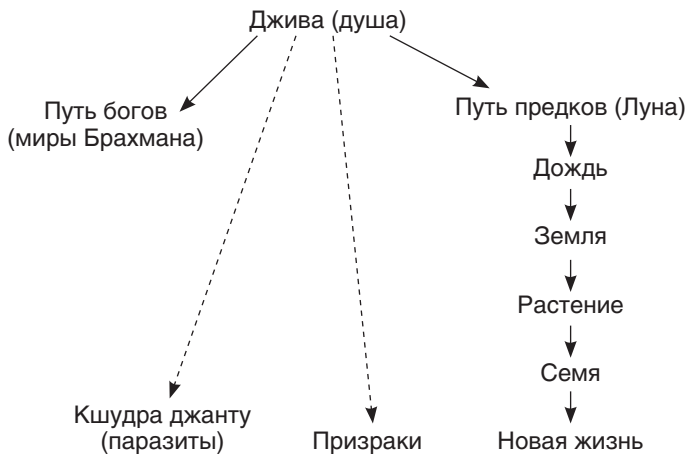 Джива (душа)
Путь богов
(миры Брахмана)
Путь предков (Луна)
Дождь
Земля
Растение
Семя
Кшудра джанту
(паразиты)
Призраки
Новая жизнь